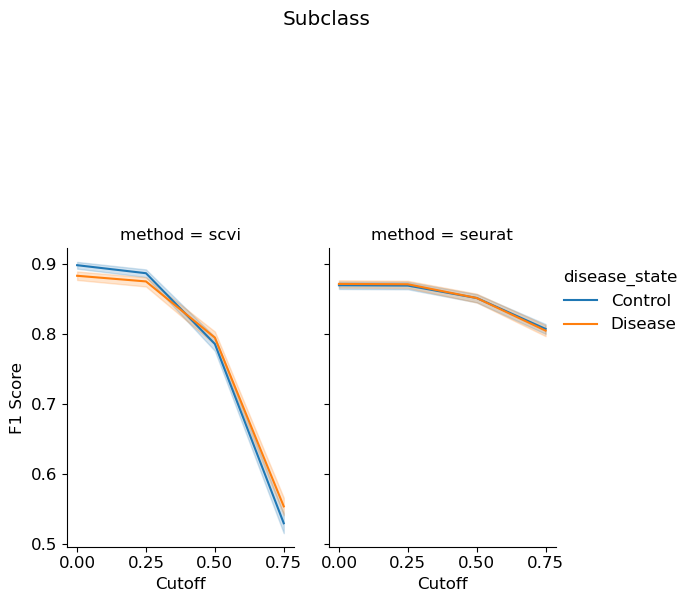 Subclass
method = scvi
method = seurat
disease_state
Control
Disease
F1 Score
0.9
0.8
0.7
0.6
0.5
0.00 0.25 0.50 0.75
0.00 0.25 0.50 0.75
Cutoff
Cutoff